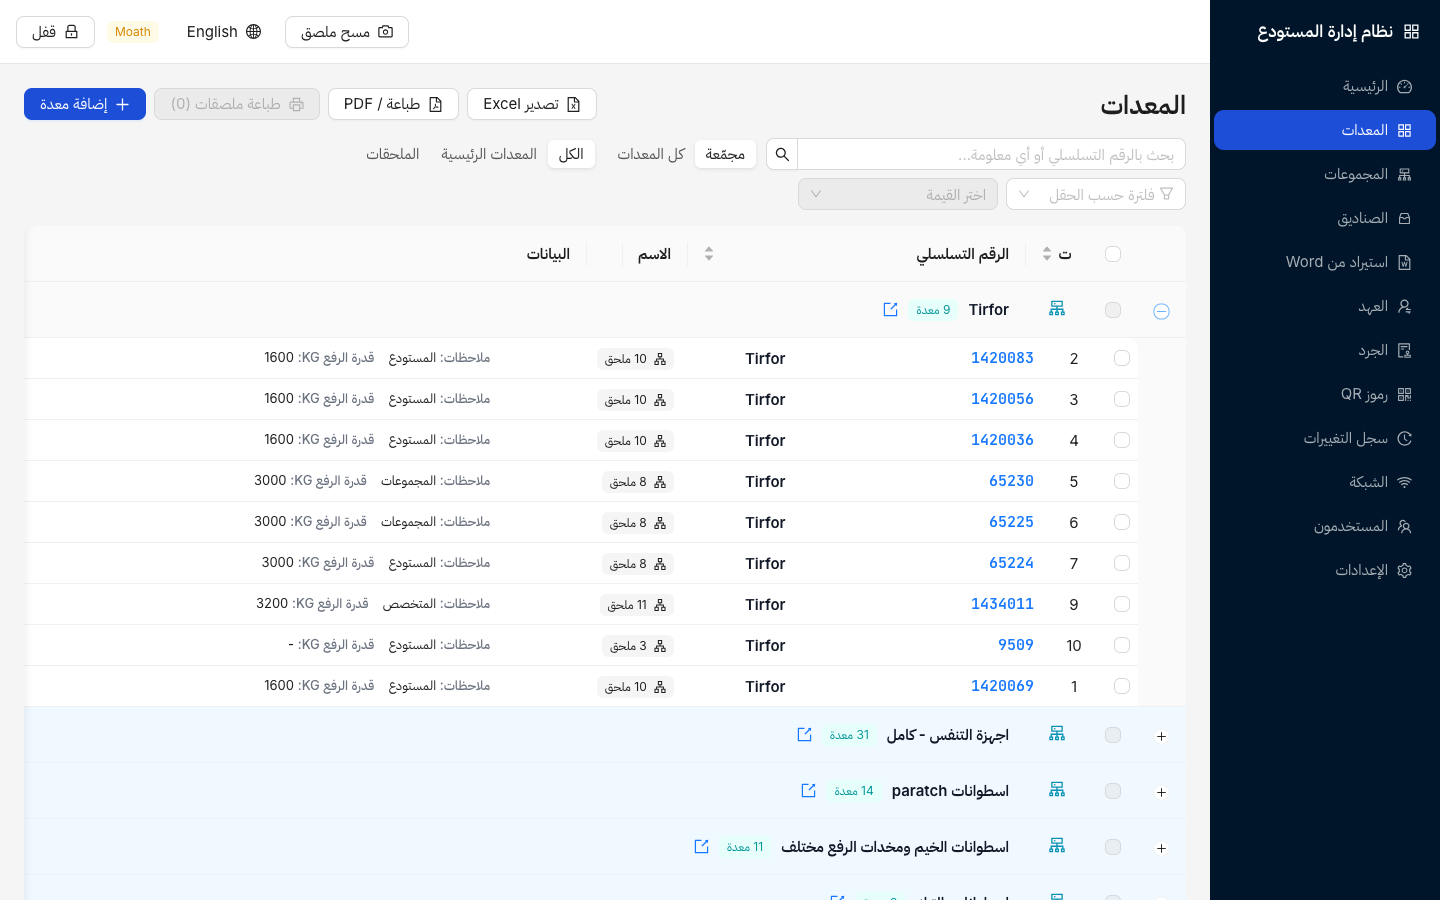 نظام إدارة المستودع
الرئيسية
المعدات
المجموعات
الصناديق
استيراد من Word
العهد
الجرد
رموز QR
سجل التغييرات
الشبكة
المستخدمون
الإعدادات
مسح ملصق English Moath قفل
المعدات
تصدير Excel طباعة / PDF طباعة ملصقات (0) إضافة معدة
بحث بالرقم التسلسلي أو أي معلومة... مجمّعة كل المعدات الكل المعدات الرئيسية الملحقات
فلترة حسب الحقل اختر القيمة
ت الرقم التسلسلي الاسم البيانات
Tirfor 9 معدة
2 1420083 Tirfor 10 ملحق ملاحظات: المستودع قدرة الرفع KG: 1600
3 1420056 Tirfor 10 ملحق ملاحظات: المستودع قدرة الرفع KG: 1600
4 1420036 Tirfor 10 ملحق ملاحظات: المستودع قدرة الرفع KG: 1600
5 65230 Tirfor 8 ملحق ملاحظات: المجموعات قدرة الرفع KG: 3000
6 65225 Tirfor 8 ملحق ملاحظات: المجموعات قدرة الرفع KG: 3000
7 65224 Tirfor 8 ملحق ملاحظات: المستودع قدرة الرفع KG: 3000
9 1434011 Tirfor 11 ملحق ملاحظات: المتخصص قدرة الرفع KG: 3200
10 9509 Tirfor 3 ملحق ملاحظات: المستودع قدرة الرفع KG: -
1 1420069 Tirfor 10 ملحق ملاحظات: المستودع قدرة الرفع KG: 1600
اجهزة التنفس - كامل 31 معدة
اسطوانات paratch 14 معدة
اسطوانات الخيم ومخدات الرفع مختلف 11 معدة